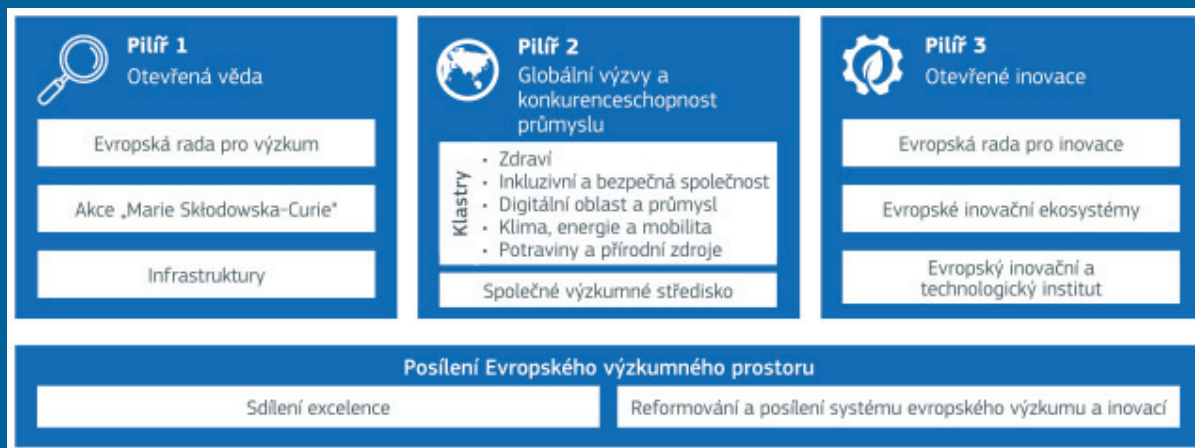 Pilíř 1
Otevřená věda
Evropská rada pro výzkum
Akce „Marie Skłodowska-Curie“
Infrastruktury
Pilíř 2
Globální výzvy a
konkurenceschopnost
průmyslu
Klastry
• Zdraví
• Inkluzivní a bezpečná společnost
• Digitální oblast a průmysl
• Klima, energie a mobilita
• Potraviny a přírodní zdroje
Společné výzkumné středisko
Pilíř 3
Otevřené inovace
Evropská rada pro inovace
Evropské inovační ekosystémy
Evropský inovační a
technologický institut
Posílení Evropského výzkumného prostoru
Sdílení excelence
Reformování a posílení systému evropského výzkumu a inovací